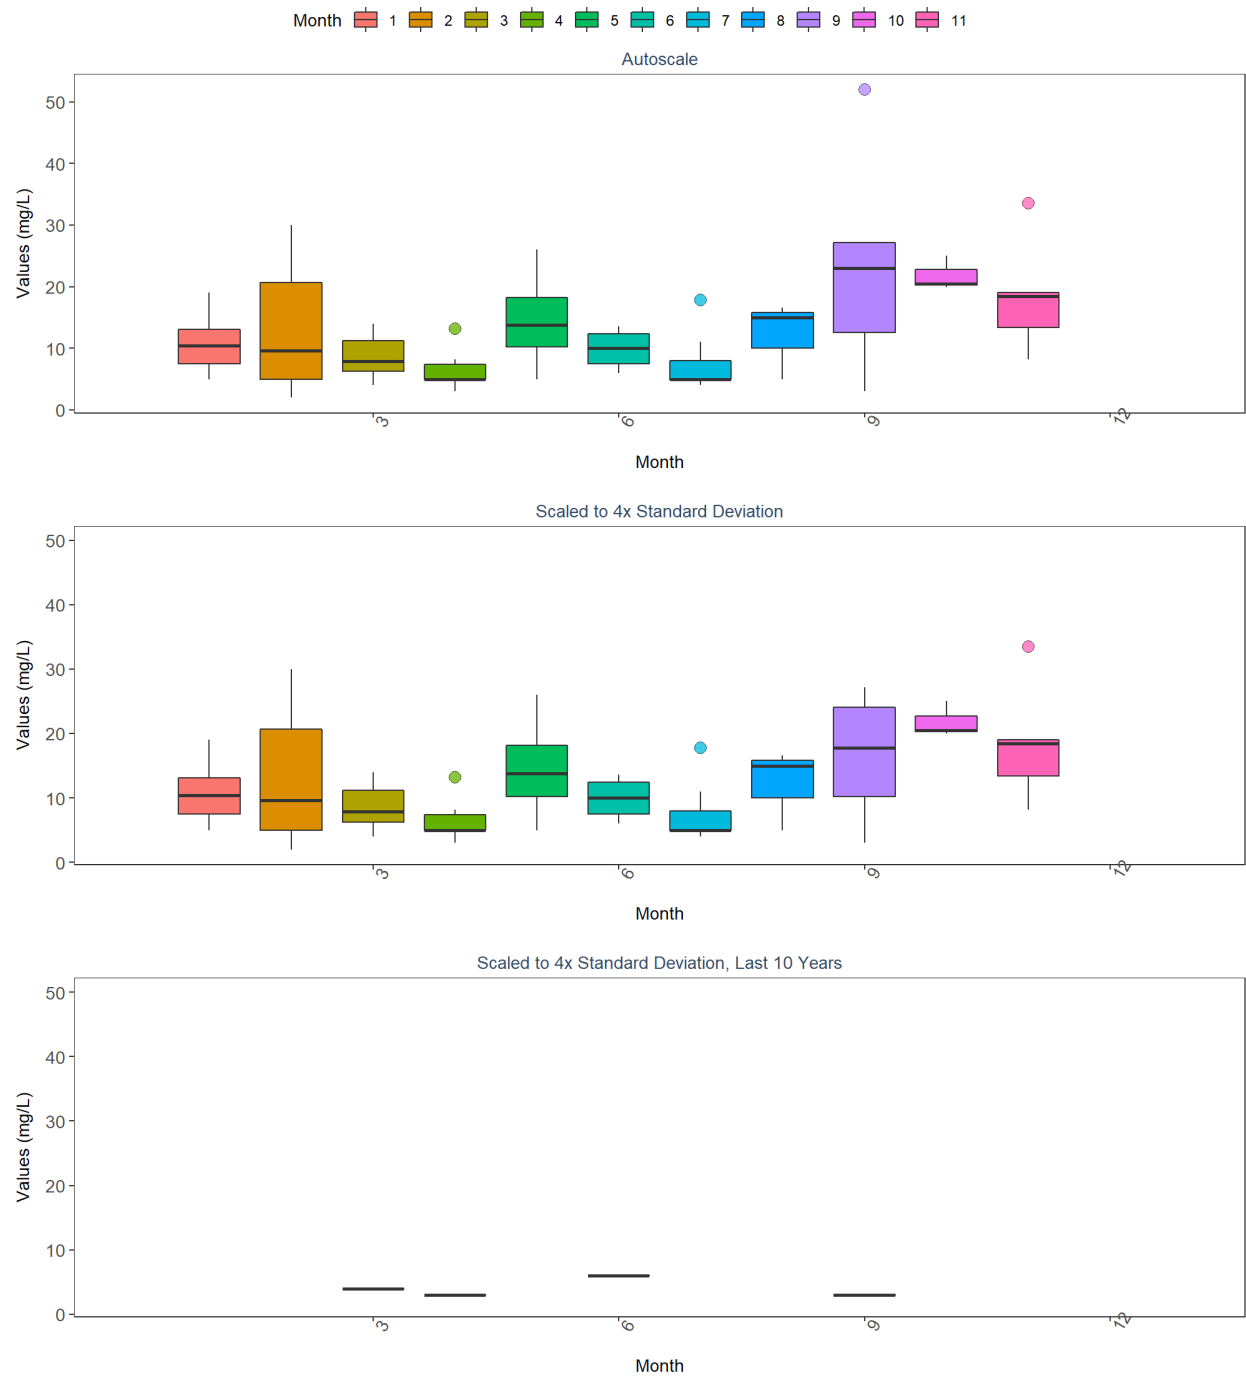 Month 1 2 3 4 5 6 7 8 9 10 11
Autoscale
Values (mg/L)
50
40
30
20
10
0
3 6 9 12
Month
Scaled to 4x Standard Deviation
Values (mg/L)
50
40
30
20
10
0
3 6 9 12
Month
Scaled to 4x Standard Deviation, Last 10 Years
Values (mg/L)
50
40
30
20
10
0
3 6 9 12
Month